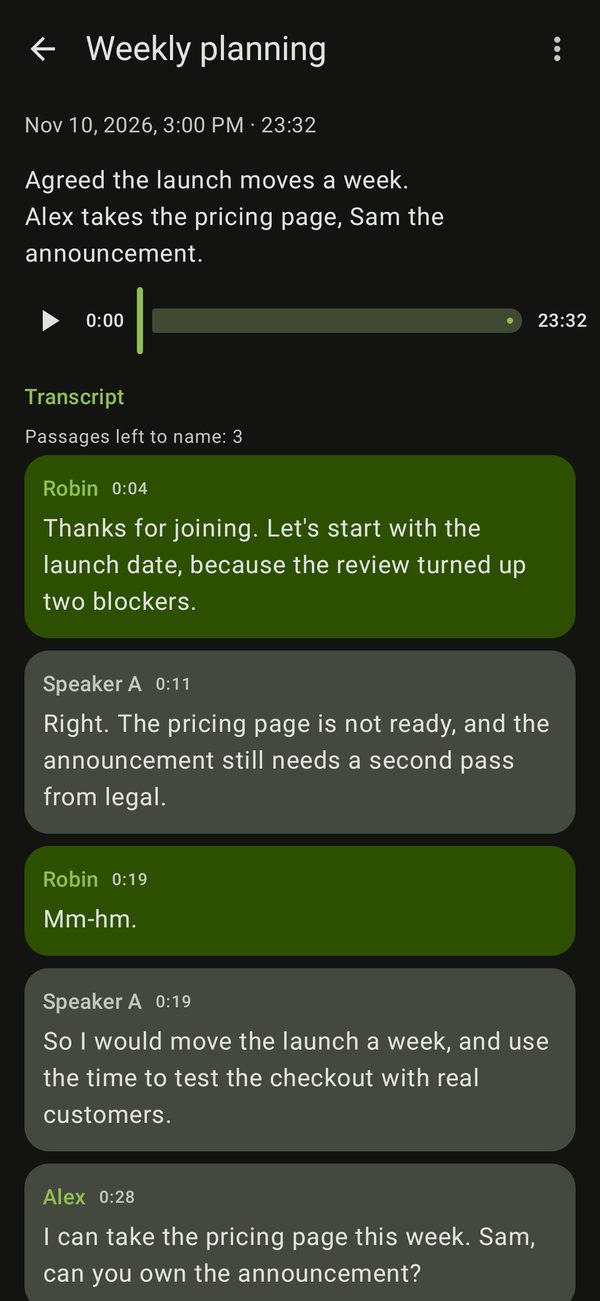 Weekly planning
Nov 10, 2026, 3:00 PM · 23:32
Agreed the launch moves a week.
Alex takes the pricing page, Sam the
announcement.
0:00
23:32
Transcript
Passages left to name: 3
Robin 0:04
Thanks for joining. Let's start with the
launch date, because the review turned up
two blockers.
Speaker A 0:11
Right. The pricing page is not ready, and the
announcement still needs a second pass
from legal.
Robin 0:19
Mm-hm.
Speaker A 0:19
So I would move the launch a week, and use
the time to test the checkout with real
customers.
Alex 0:28
I can take the pricing page this week. Sam,
can you own the announcement?